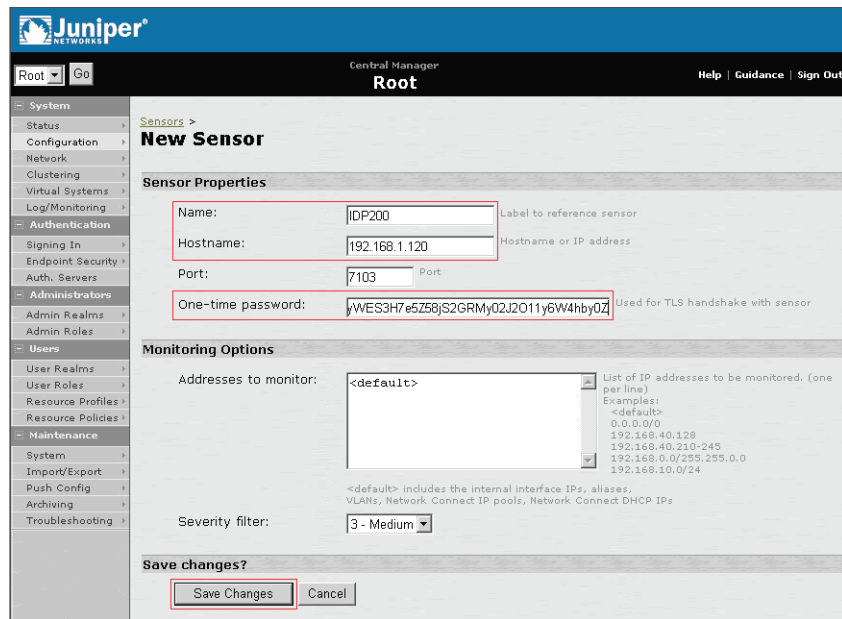 Juniper®
NETWORKS
Root Go
Central Manager
Root
Help | Guidance | Sign Out
System
Status
Configuration
Network
Clustering
Virtual Systems
Log/Monitoring
Authentication
Signing In
Endpoint Security
Auth. Servers
Administrators
Admin Realms
Admin Roles
Users
User Realms
User Roles
Resource Profiles
Resource Policies
Maintenance
System
Import/Export
Push Config
Archiving
Troubleshooting
Sensors >
New Sensor
Sensor Properties
Name: IDP200 Label to reference sensor
Hostname: 192.168.1.120 Hostname or IP address
Port: 7103 Port
One-time password: yWES3H7e5Z58jS2GRMy02J2O11y6W4hby0Z Used for TLS handshake with sensor
Monitoring Options
Addresses to monitor: <default>
List of IP addresses to be monitored. (one
per line)
Examples:
<default>
0.0.0.0/0
192.168.40.128
192.168.40.210-245
192.168.0.0/255.255.0.0
192.168.10.0/24
<default> includes the internal interface IPs, aliases,
VLANs, Network Connect IP pools, Network Connect DHCP IPs
Severity filter: 3 - Medium
Save changes?
Save Changes Cancel